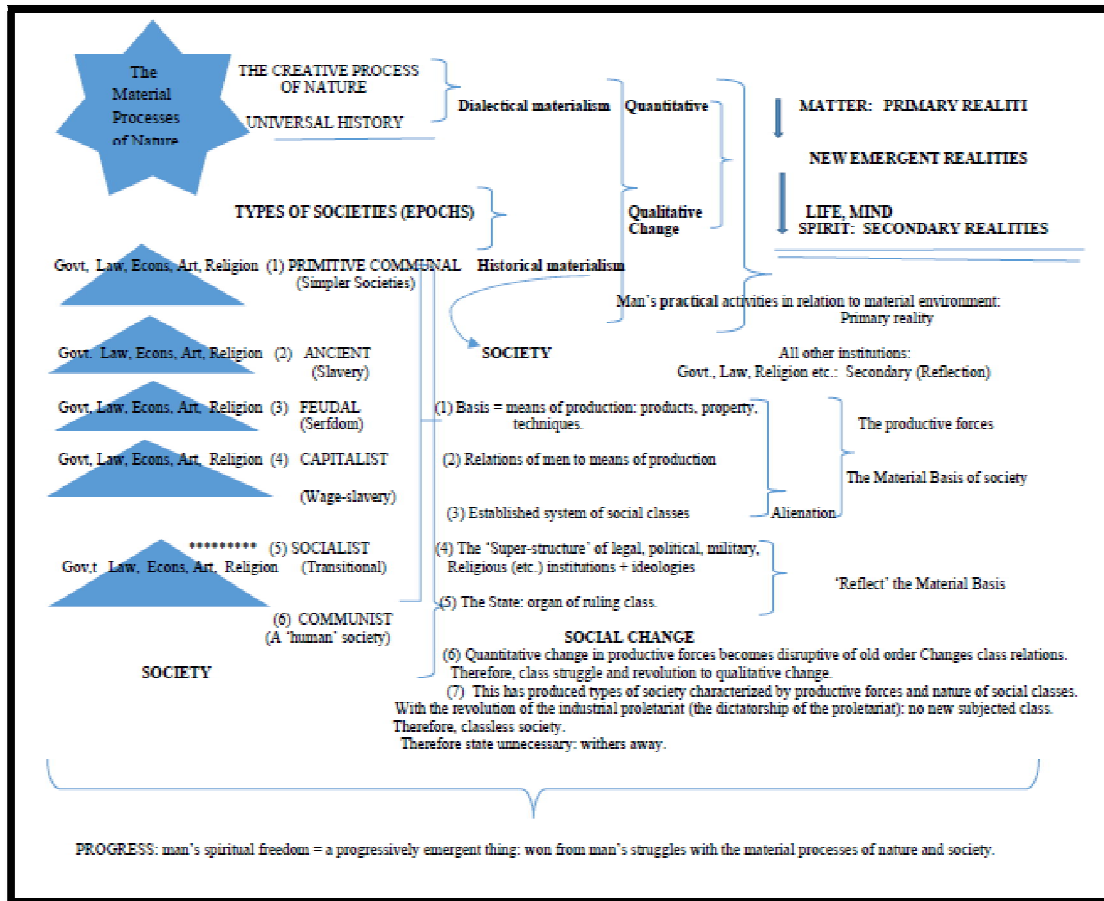 The
Material
Processes
of Nature
THE CREATIVE PROCESS
OF NATURE
UNIVERSAL HISTORY
Dialectical materialism
Quantitative
MATTER: PRIMARY REALITI
NEW EMERGENT REALITIES
LIFE, MIND
SPIRIT: SECONDARY REALITIES
TYPES OF SOCIETIES (EPOCHS)
Qualitative
Change
Govt, Law, Econs, Art, Religion (1) PRIMITIVE COMMUNAL
(Simpler Societies)
Historical materialism
Man's practical activities in relation to material environment:
Primary reality
Govt. Law, Econs, Art, Religion (2) ANCIENT
(Slavery)
SOCIETY
All other institutions:
Govt., Law, Religion etc.: Secondary (Reflection)
Govt, Law, Econs, Art, Religion (3) FEUDAL
(Serfdom)
(1) Basis = means of production: products, property,
techniques.
The productive forces
Govt, Law, Econs, Art, Religion (4) CAPITALIST
(Wage-slavery)
(2) Relations of men to means of production
The Material Basis of society
(3) Established system of social classes
Alienation
********* (5) SOCIALIST
Gov,t Law, Econs, Art, Religion (Transitional)
(4) The 'Super-structure' of legal, political, military,
Religious (etc.) institutions + ideologies
'Reflect' the Material Basis
(5) The State: organ of ruling class.
(6) COMMUNIST
(A 'human' society)
SOCIETY
SOCIAL CHANGE
(6) Quantitative change in productive forces becomes disruptive of old order Changes class relations.
Therefore, class struggle and revolution to qualitative change.
(7) This has produced types of society characterized by productive forces and nature of social classes.
With the revolution of the industrial proletariat (the dictatorship of the proletariat): no new subjected class.
Therefore, classless society.
Therefore state unnecessary: withers away.
PROGRESS: man's spiritual freedom = a progressively emergent thing: won from man's struggles with the material processes of nature and society.